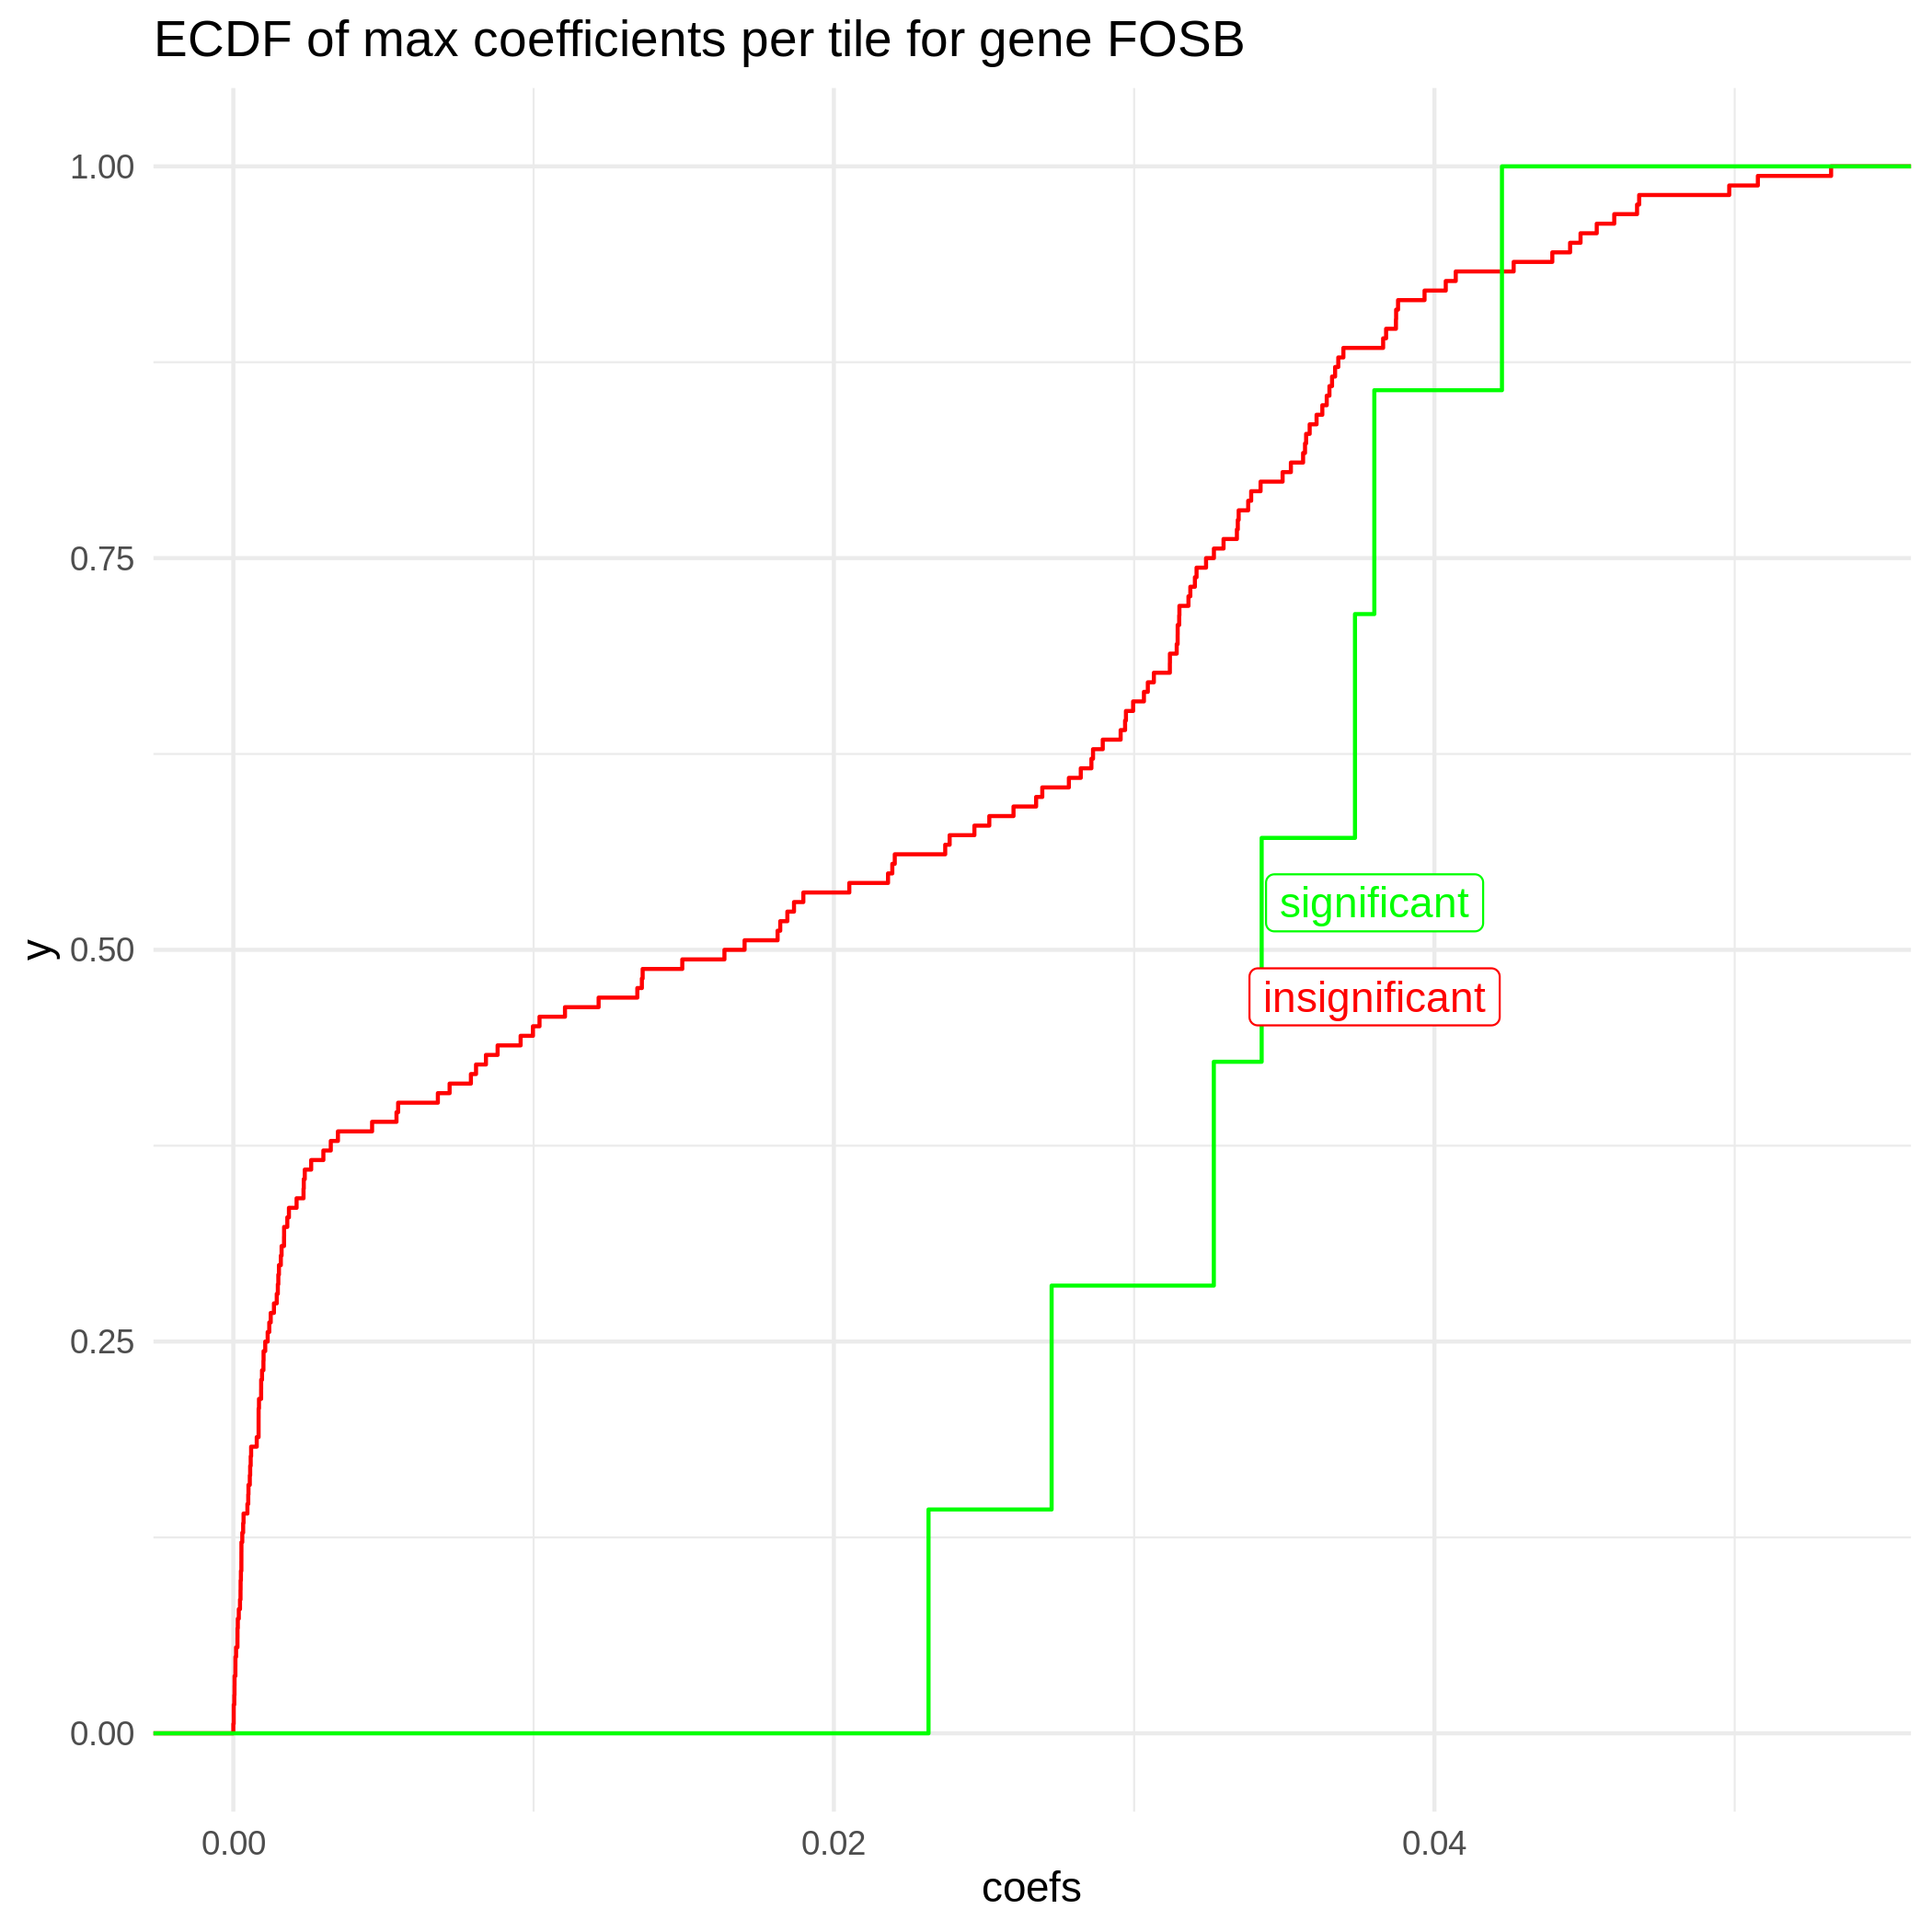 ECDF of max coefficients per tile for gene FOSB
1.00
0.75
0.50
0.25
0.00
y
significant
insignificant
0.00 0.02 0.04
coefs